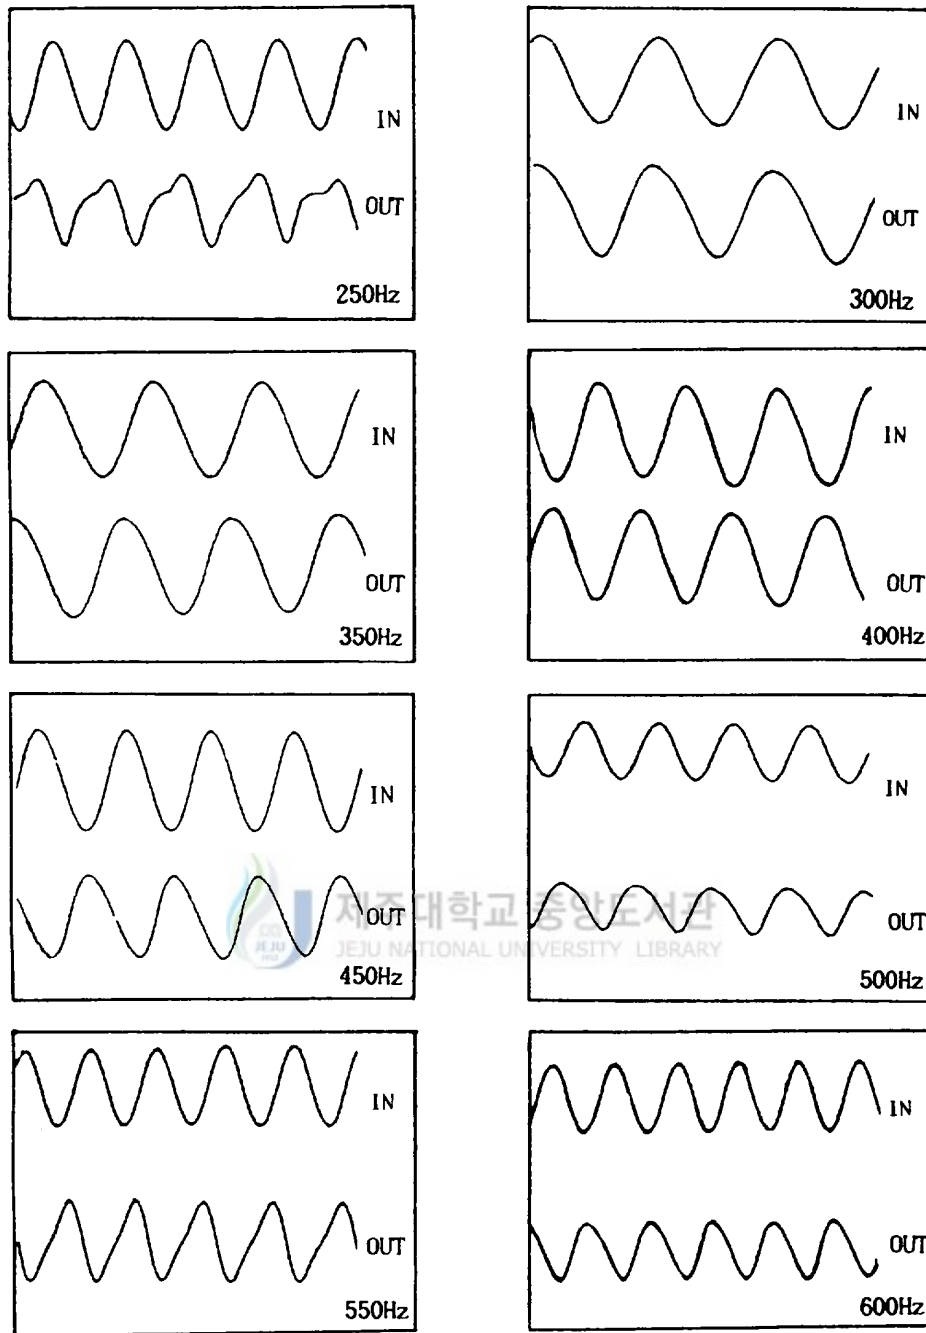 IN
OUT
250Hz
IN
OUT
300Hz
IN
OUT
350Hz
IN
OUT
400Hz
IN
OUT
450Hz
IN
OUT
500Hz
제주대학교 중앙도서관
JEJU NATIONAL UNIVERSITY LIBRARY
IN
OUT
550Hz
IN
OUT
600Hz